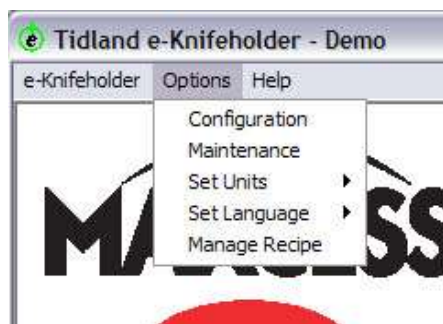 e Tidland e-Knifeholder - Demo
e-Knifeholder Options Help
Configuration
Maintenance
Set Units
Set Language
Manage Recipe